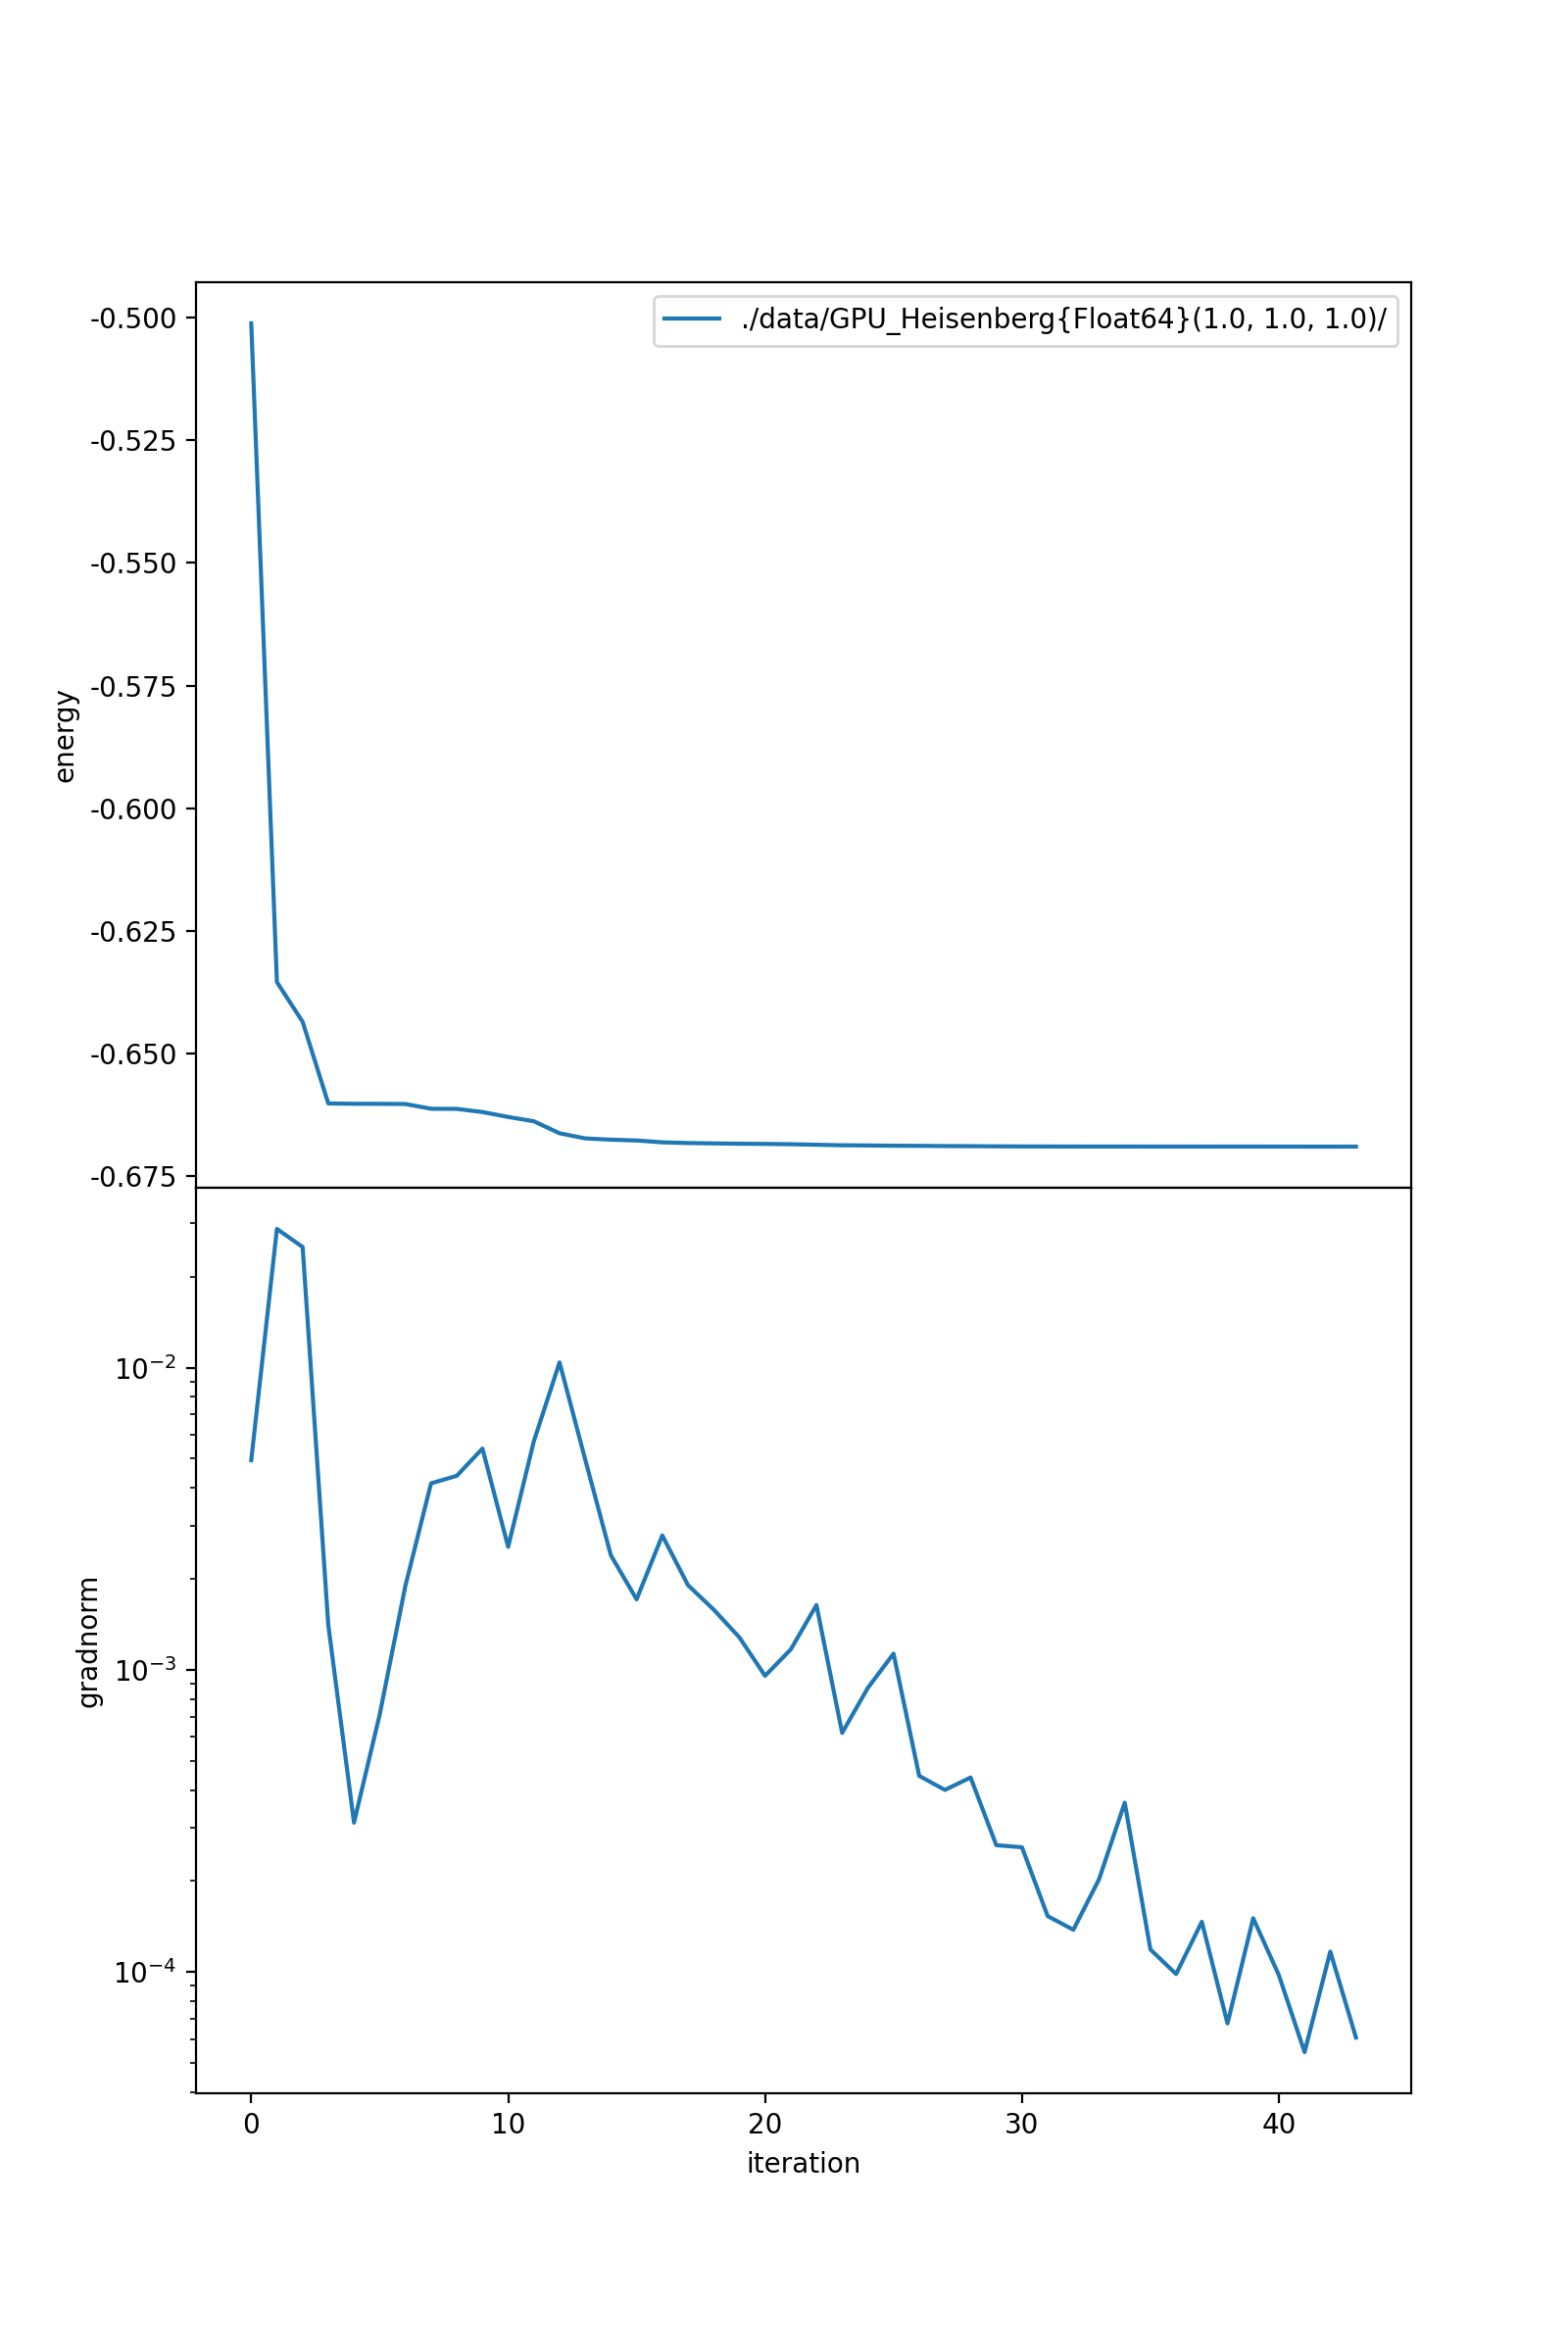 ./data/GPU_Heisenberg{Float64}(1.0, 1.0, 1.0)/
-0.500
-0.525
-0.550
-0.575
-0.600
-0.625
-0.650
-0.675
energy
10⁻²
10⁻³
10⁻⁴
gradnorm
0 10 20 30 40
iteration